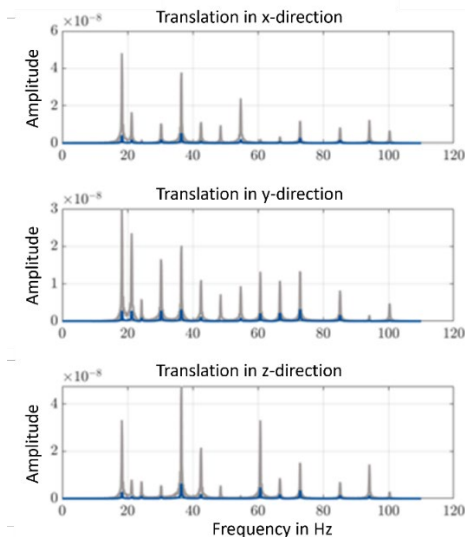 Translation in x-direction
×10⁻⁸
6
4
2
0
Amplitude
0 20 40 60 80 100 120
Translation in y-direction
×10⁻⁸
3
2
1
0
Amplitude
0 20 40 60 80 100 120
Translation in z-direction
×10⁻⁸
4
2
0
Amplitude
0 20 40 60 80 100 120
Frequency in Hz